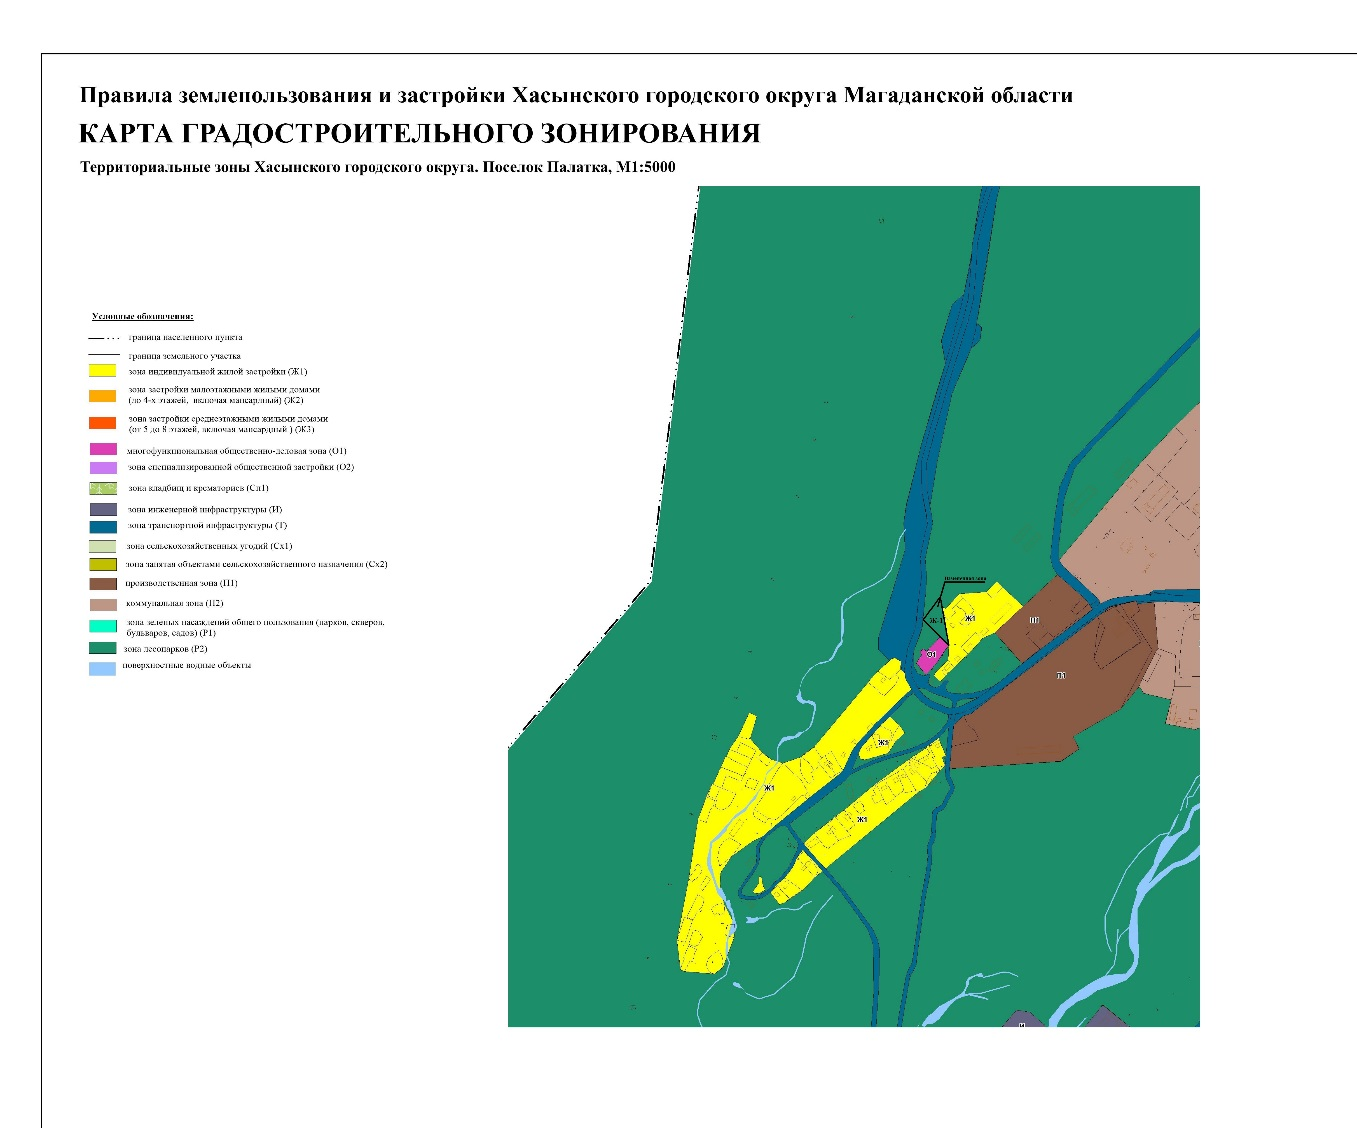 Правила землепользования и застройки Хасынского городского округа Магаданской области
КАРТА ГРАДОСТРОИТЕЛЬНОГО ЗОНИРОВАНИЯ
Территориальные зоны Хасынского городского округа. Поселок Палатка, М1:5000
Условные обозначения:
граница населенного пункта
граница земельного участка
зона индивидуальной жилой застройки (Ж1)
зона застройки малоэтажными жилыми домами
(до 4-х этажей, включая мансардный) (Ж2)
зона застройки среднеэтажными жилыми домами
(от 5 до 8 этажей, включая мансардный ) (Ж3)
многофункциональная общественно-деловая зона (О1)
зона специализированной общественной застройки (О2)
зона кладбищ и крематориев (Сп1)
зона инженерной инфраструктуры (И)
зона транспортной инфраструктуры (Т)
зона сельскохозяйственных угодий (Сх1)
зона занятая объектами сельскохозяйственного назначения (Сх2)
производственная зона (П1)
коммунальная зона (П2)
зона зеленых насаждений общего пользования (парков, скверов,
бульваров, садов) (Р1)
зона лесопарков (Р2)
поверхностные водные объекты
Ж-1
Ж1
П1
О1
П1
Ж1
Ж1
Ж1
И